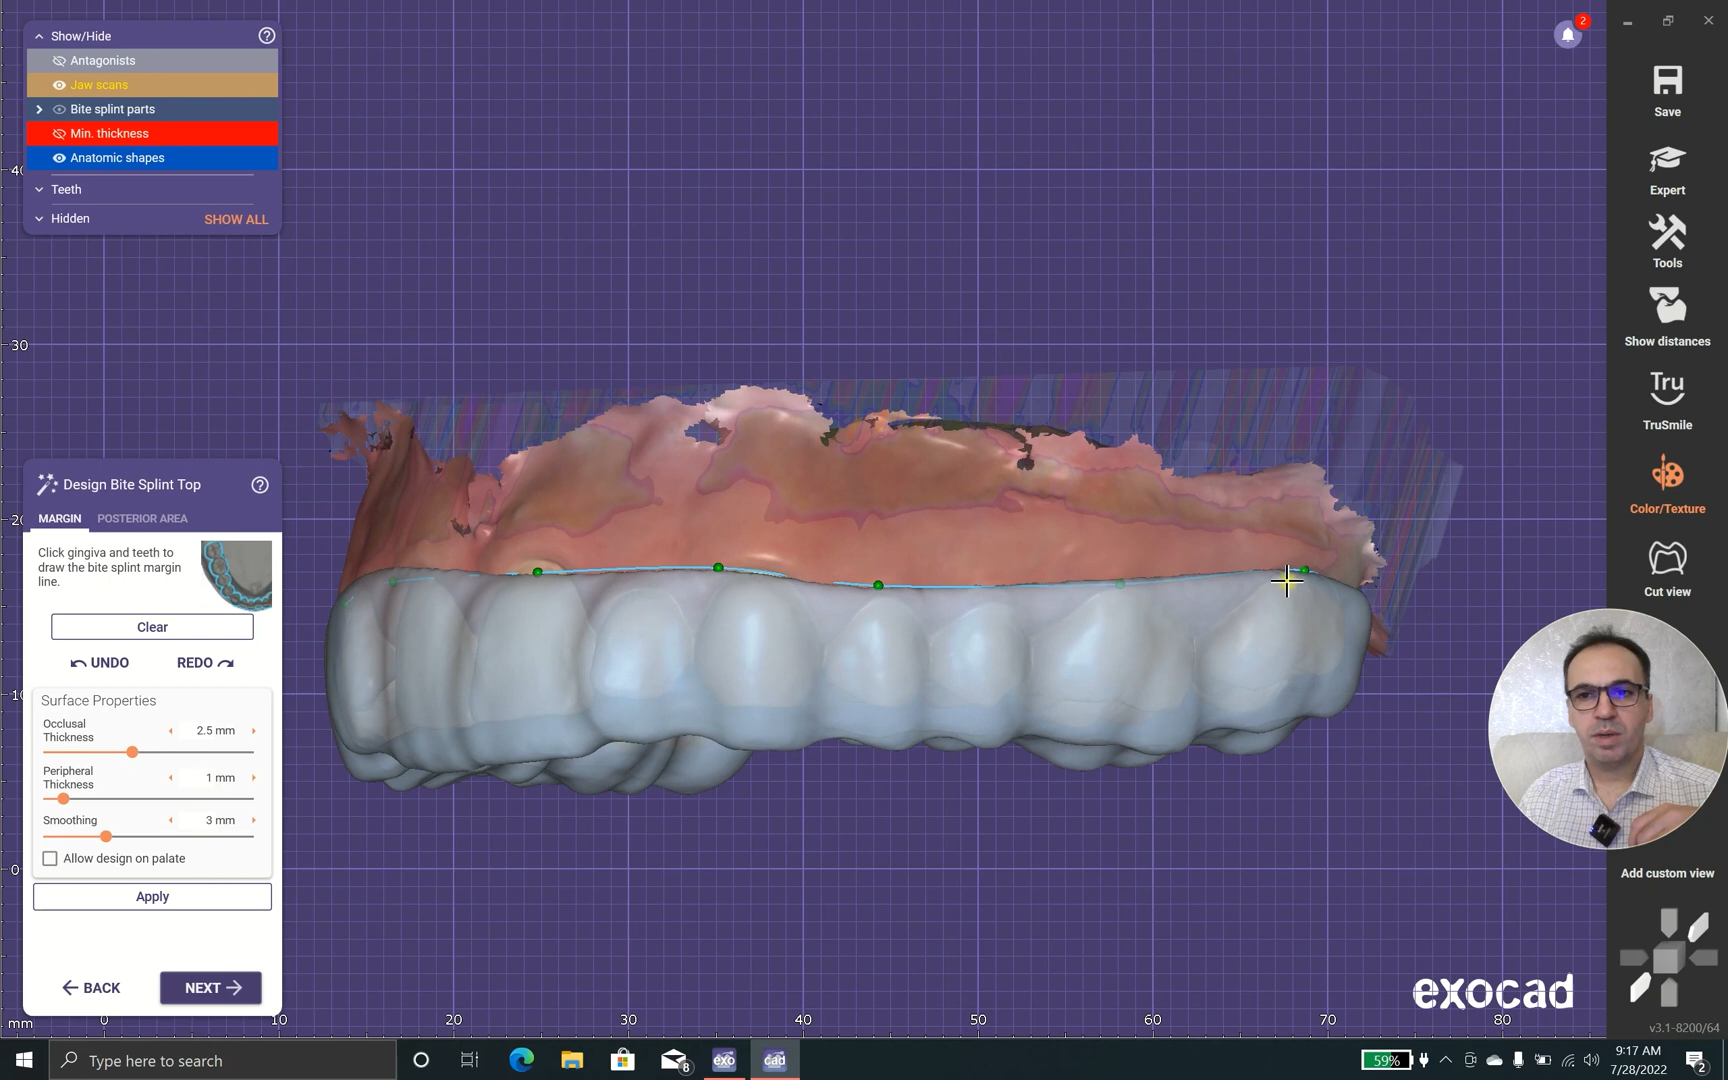 Show/Hide
Antagonists
Jaw scans
Bite splint parts
Min. thickness
Anatomic shapes
Teeth
Hidden
SHOW ALL
2
Save
Expert
Tools
Show distances
Tru
TruSmile
Color/Texture
Cut view
Add custom view
40
30
20
10
0
Design Bite Splint Top
MARGIN
POSTERIOR AREA
Click gingiva and teeth to
draw the bite splint margin
line.
Clear
UNDO
REDO
Surface Properties
Occlusal
Thickness
2.5 mm
Peripheral
Thickness
1 mm
Smoothing
3 mm
Allow design on palate
Apply
BACK
NEXT
exocad
v3.1-8200/64
mm
0
10
20
30
40
50
60
70
80
Type here to search
8
exo
cad
59%
9:17 AM
7/28/2022
2